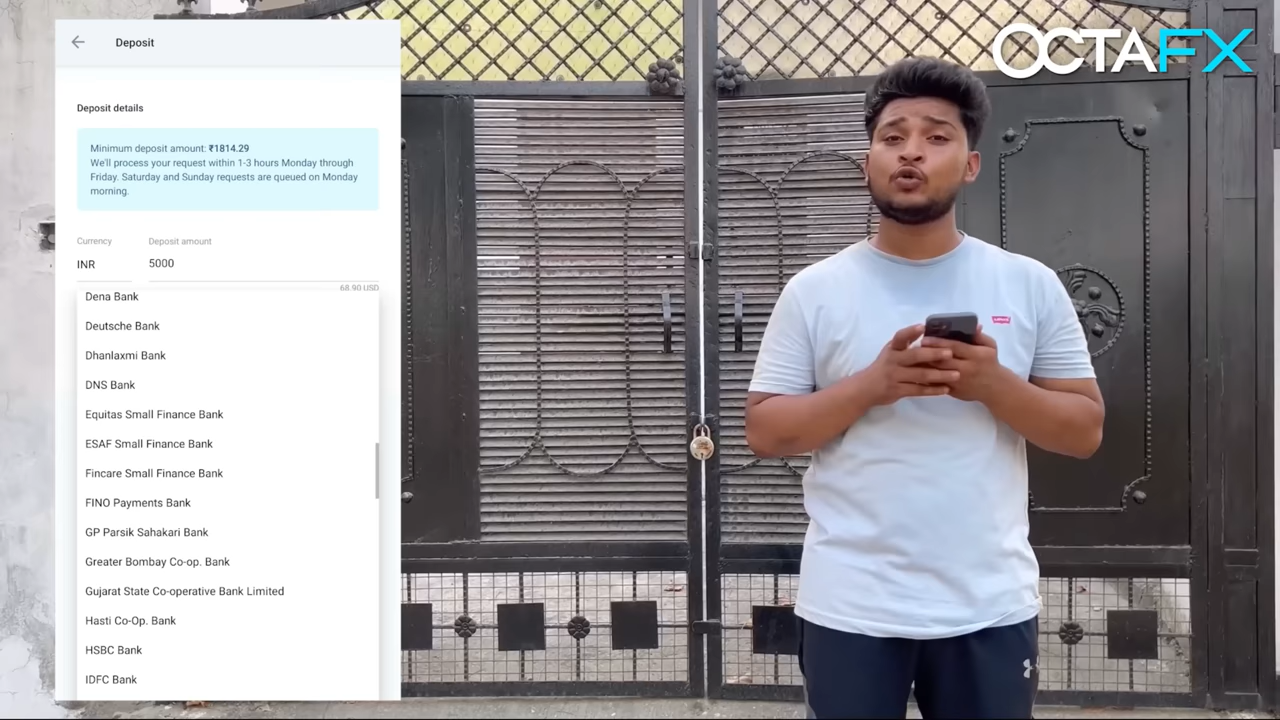 Deposit
OCTAFX
Deposit details
Minimum deposit amount: ₹1814.29
We'll process your request within 1-3 hours Monday through
Friday. Saturday and Sunday requests are queued on Monday
morning.
Currency
Deposit amount
INR
5000
68.90 USD
Dena Bank
Deutsche Bank
Dhanlaxmi Bank
DNS Bank
Equitas Small Finance Bank
ESAF Small Finance Bank
Fincare Small Finance Bank
FINO Payments Bank
GP Parsik Sahakari Bank
Greater Bombay Co-op. Bank
Gujarat State Co-operative Bank Limited
Hasti Co-Op. Bank
HSBC Bank
IDFC Bank